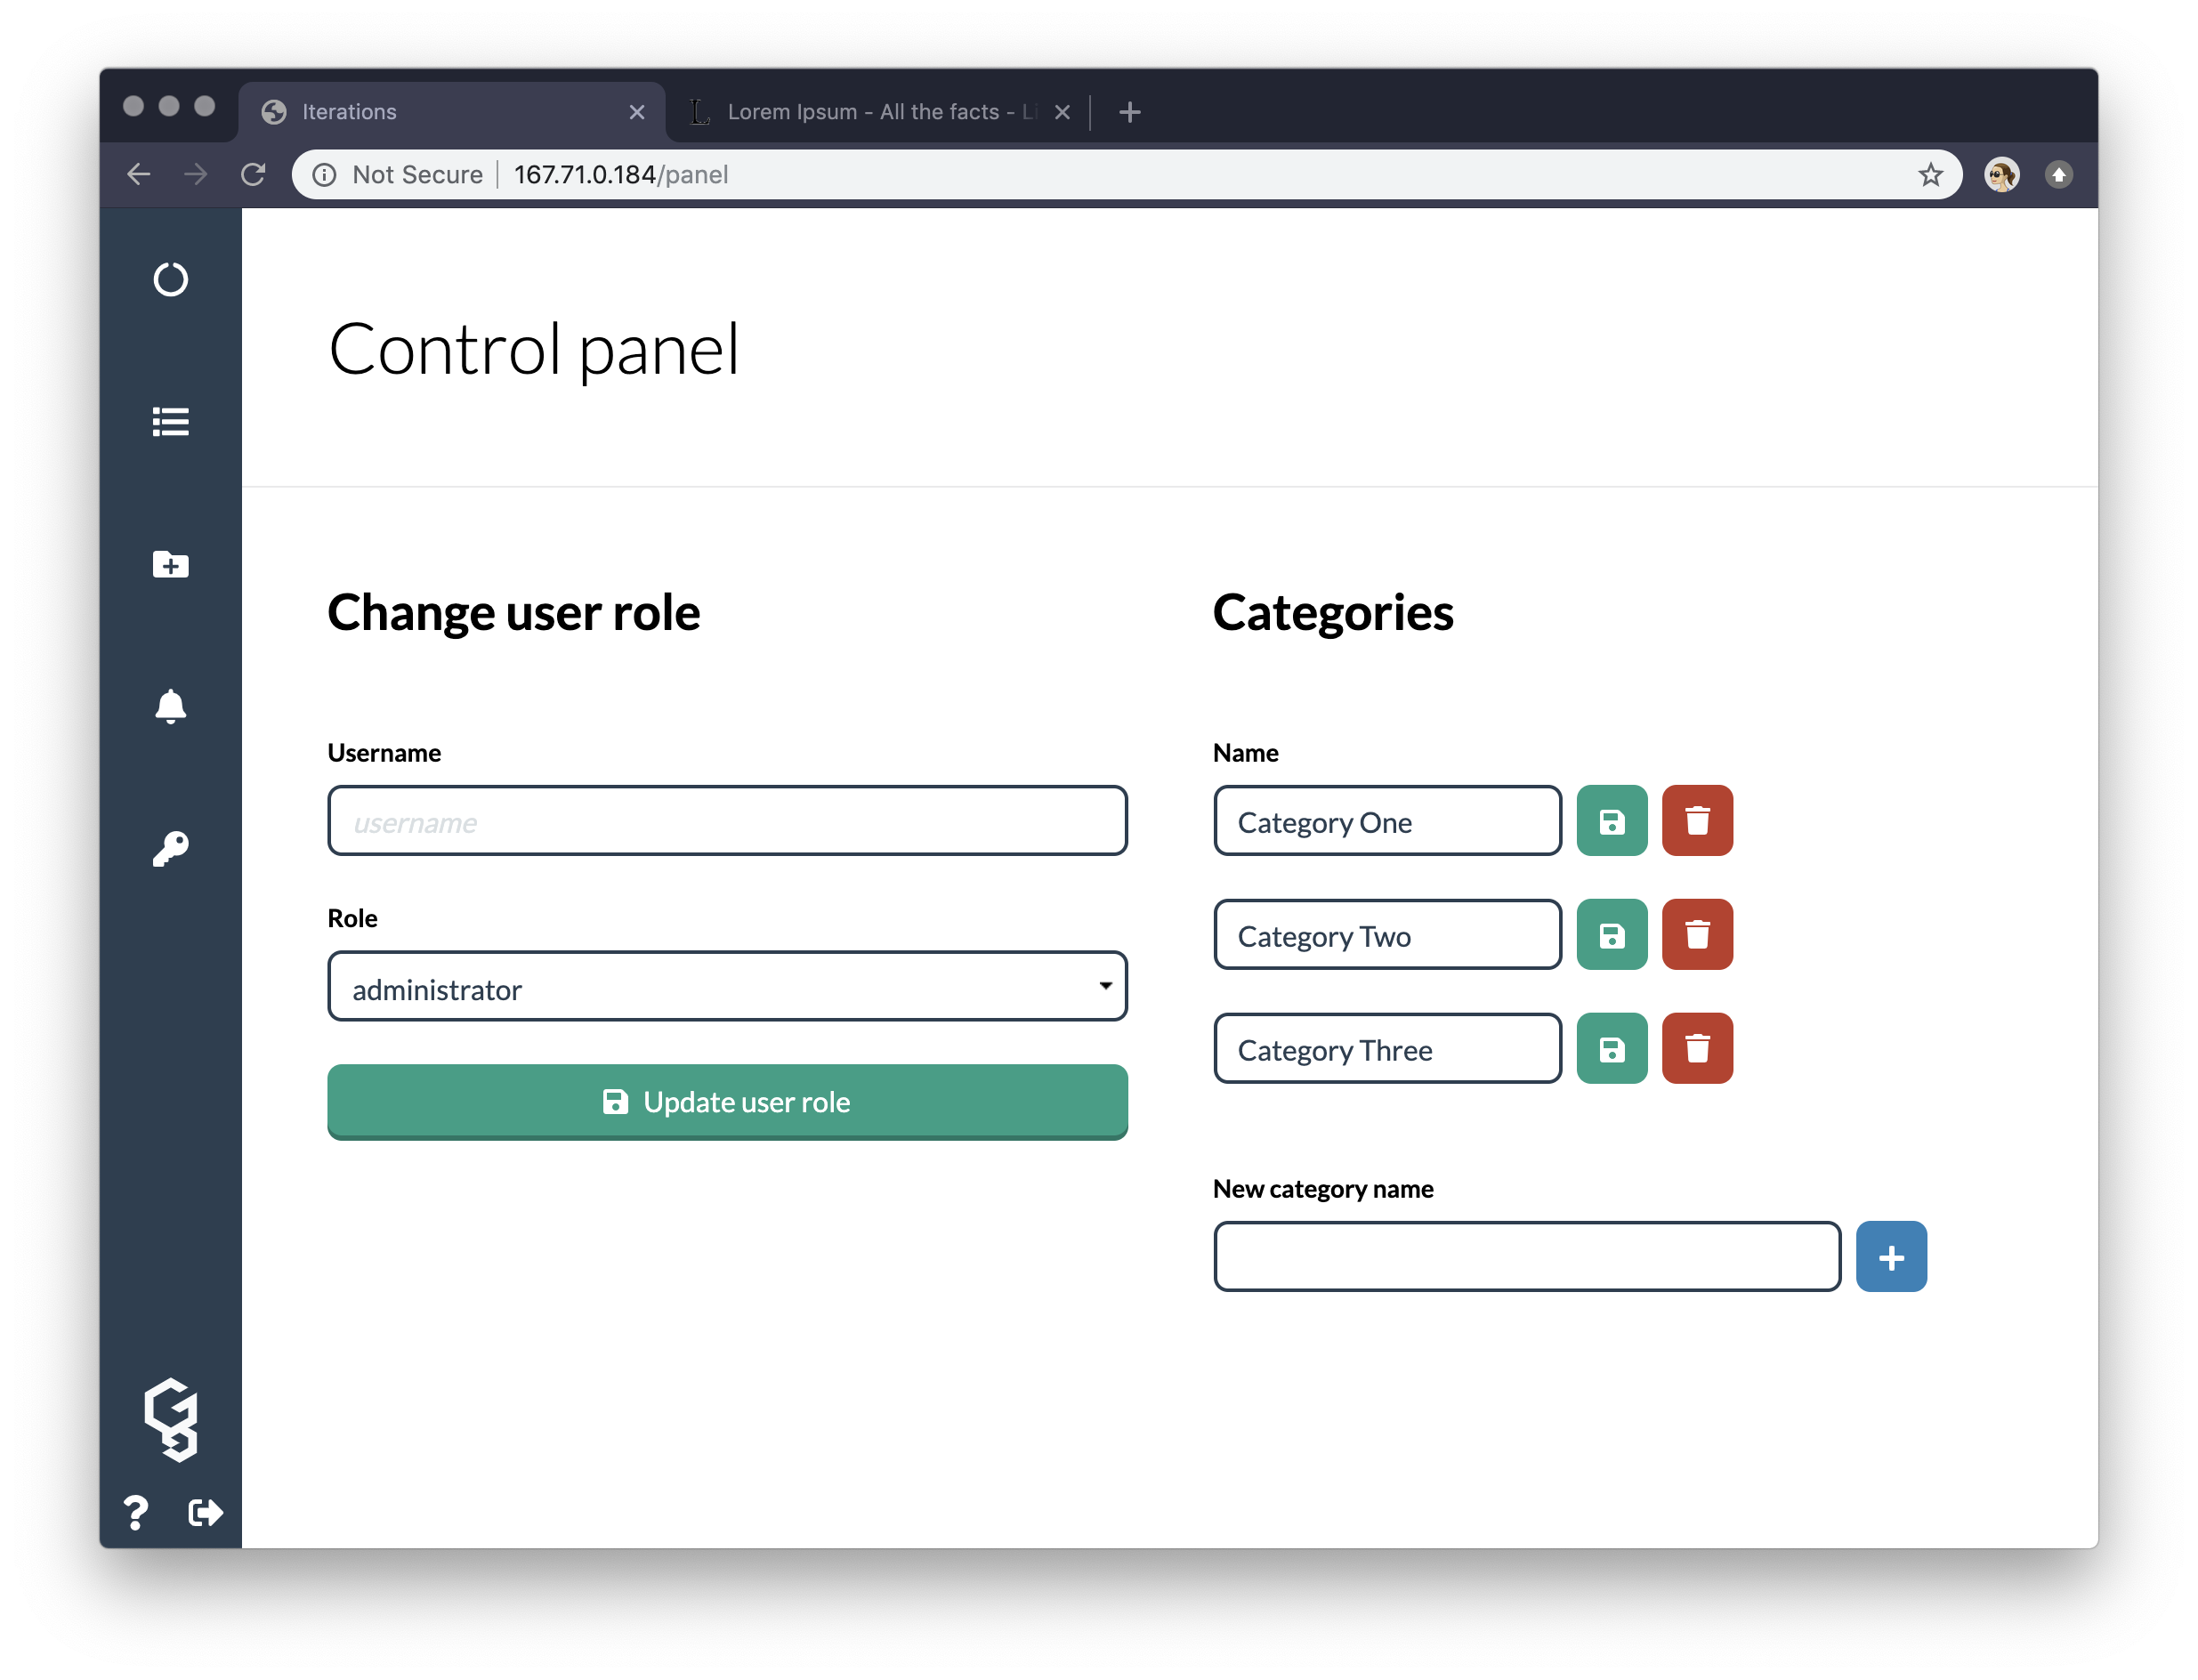 Iterations
Lorem Ipsum - All the facts -
Not Secure 167.71.0.184/panel
Control panel
Change user role
Username
username
Role
administrator
Update user role
Categories
Name
Category One
Category Two
Category Three
New category name